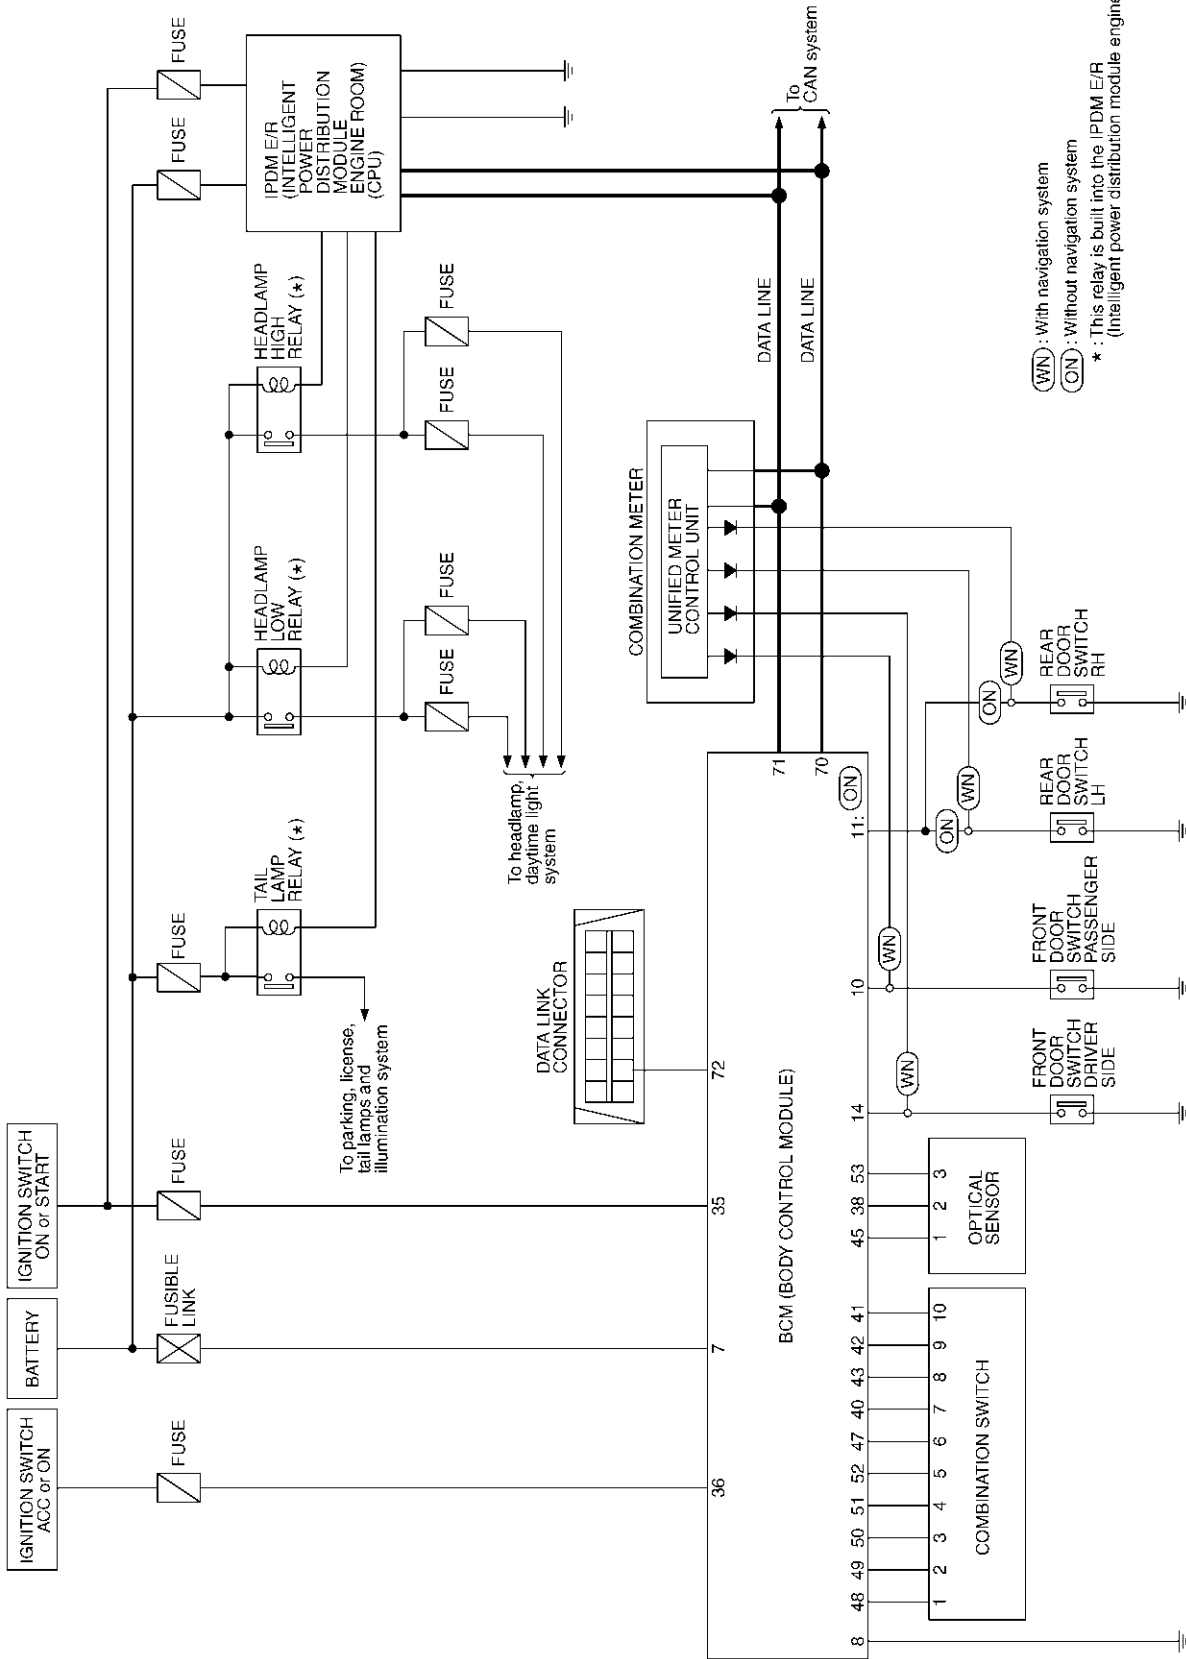 IGNITION SWITCH
ACC or ON
BATTERY
IGNITION SWITCH
ON or START
FUSE
FUSIBLE
LINK
FUSE
FUSE
FUSE
FUSE
TAIL
LAMP
RELAY (★)
HEADLAMP
LOW
RELAY (★)
HEADLAMP
HIGH
RELAY (★)
IPDM E/R
(INTELLIGENT
POWER
DISTRIBUTION
MODULE
ENGINE ROOM)
(CPU)
To parking, license,
tail lamps and
illumination system
FUSE
FUSE
FUSE
FUSE
To headlamp,
daytime light
system
DATA LINK
CONNECTOR
COMBINATION METER
UNIFIED METER
CONTROL UNIT
DATA LINE
DATA LINE
To
CAN system
36
7
35
72
71
70
BCM (BODY CONTROL MODULE)
8
48
49
50
51
52
47
40
43
42
41
45
38
53
14
10
11: ON
1
2
3
4
5
6
7
8
9
10
COMBINATION SWITCH
1
2
3
OPTICAL
SENSOR
WN
WN
ON
WN
ON
WN
FRONT
DOOR
SWITCH
DRIVER
SIDE
FRONT
DOOR
SWITCH
PASSENGER
SIDE
REAR
DOOR
SWITCH
LH
REAR
DOOR
SWITCH
RH
WN : With navigation system
ON : Without navigation system
★ : This relay is built into the IPDM E/R
(Intelligent power distribution module engine